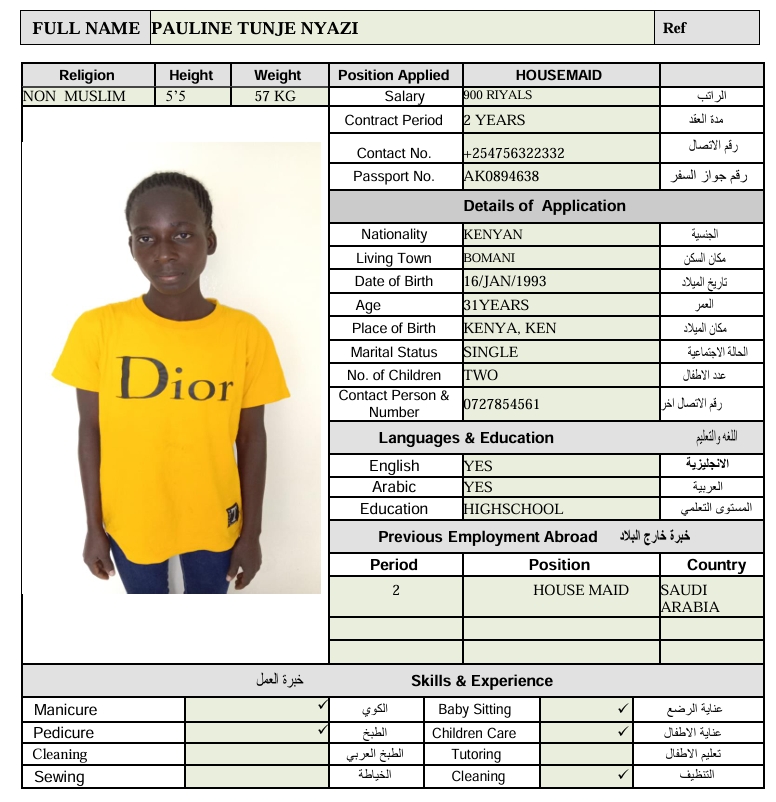 FULL NAME PAULINE TUNJE NYAZI Ref
Religion Height Weight Position Applied HOUSEMAID
NON MUSLIM 5’5 57 KG Salary 900 RIYALS الراتب
Contract Period 2 YEARS مدة العقد
Contact No. +254756322332 رقم الاتصال
Passport No. AK0894638 رقم جواز السفر
Details of Application
Nationality KENYAN الجنسية
Living Town BOMANI مكان السكن
Date of Birth 16/JAN/1993 تاريخ الميلاد
Age 31YEARS العمر
Place of Birth KENYA, KEN مكان الميلاد
Marital Status SINGLE الحالة الاجتماعية
No. of Children TWO عدد الاطفال
Contact Person &
Number 0727854561 رقم الاتصال اخر
Dior
Languages & Education اللغه والتعليم
English YES الانجليزية
Arabic YES العربية
Education HIGHSCHOOL المستوى التعلمي
Previous Employment Abroad خبرة خارج البلاد
Period Position Country
2 HOUSE MAID SAUDI
ARABIA
خبرة العمل Skills & Experience
Manicure ✓ الكوي Baby Sitting ✓ عناية الرضع
Pedicure ✓ الطبخ Children Care ✓ عناية الاطفال
Cleaning الطبخ العربي Tutoring تعليم الاطفال
Sewing الخياطة Cleaning ✓ التنظيف